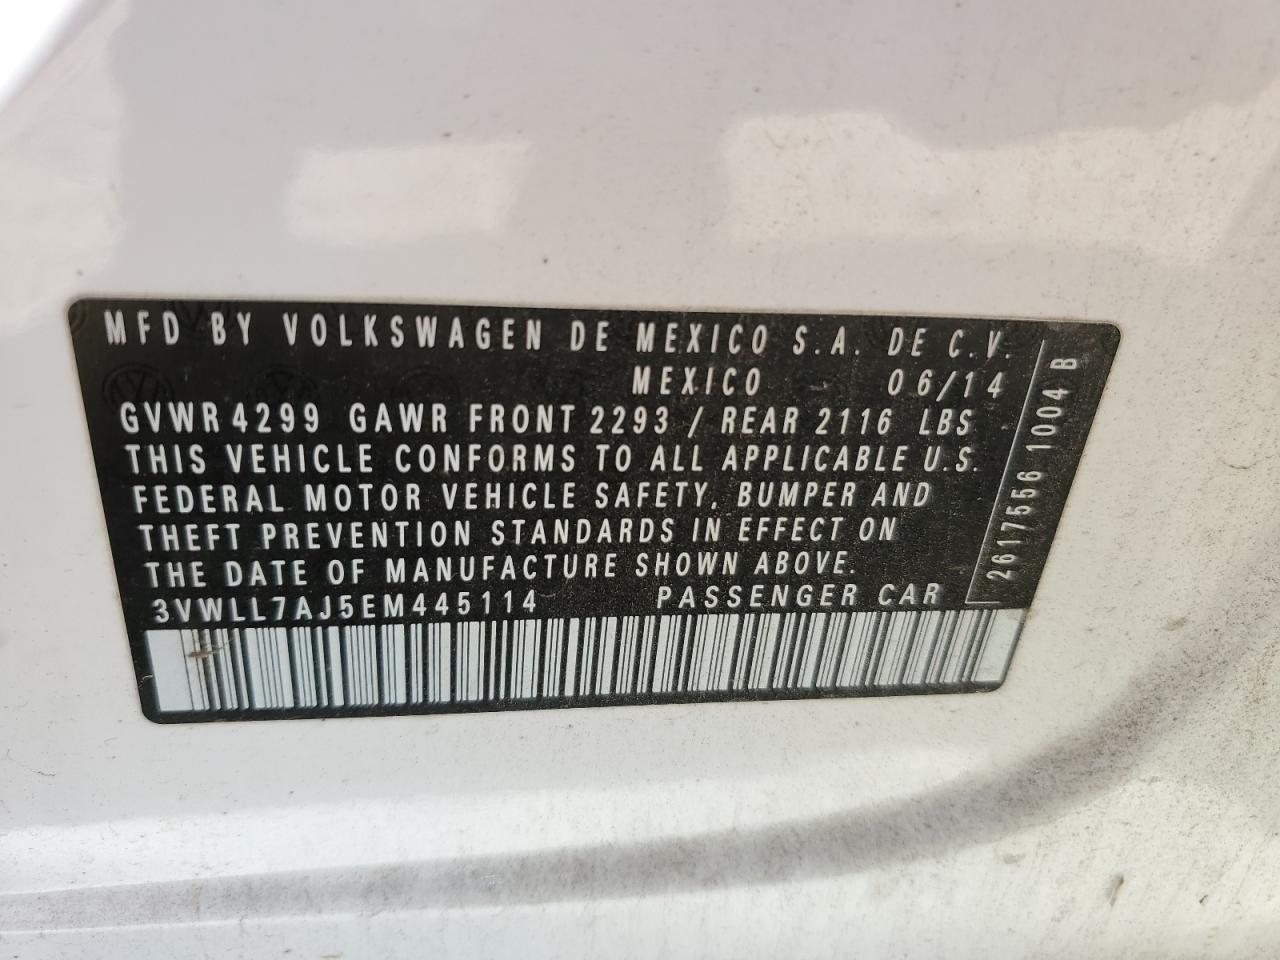 MFD BY VOLKSWAGEN DE MEXICO S.A. DE C.V.
MEXICO 06/14
GVWR 4299 GAWR FRONT 2293 / REAR 2116 LBS
THIS VEHICLE CONFORMS TO ALL APPLICABLE U.S.
FEDERAL MOTOR VEHICLE SAFETY, BUMPER AND
THEFT PREVENTION STANDARDS IN EFFECT ON
THE DATE OF MANUFACTURE SHOWN ABOVE.
3VWLL7AJ5EM445114 PASSENGER CAR
2617556 1004 B